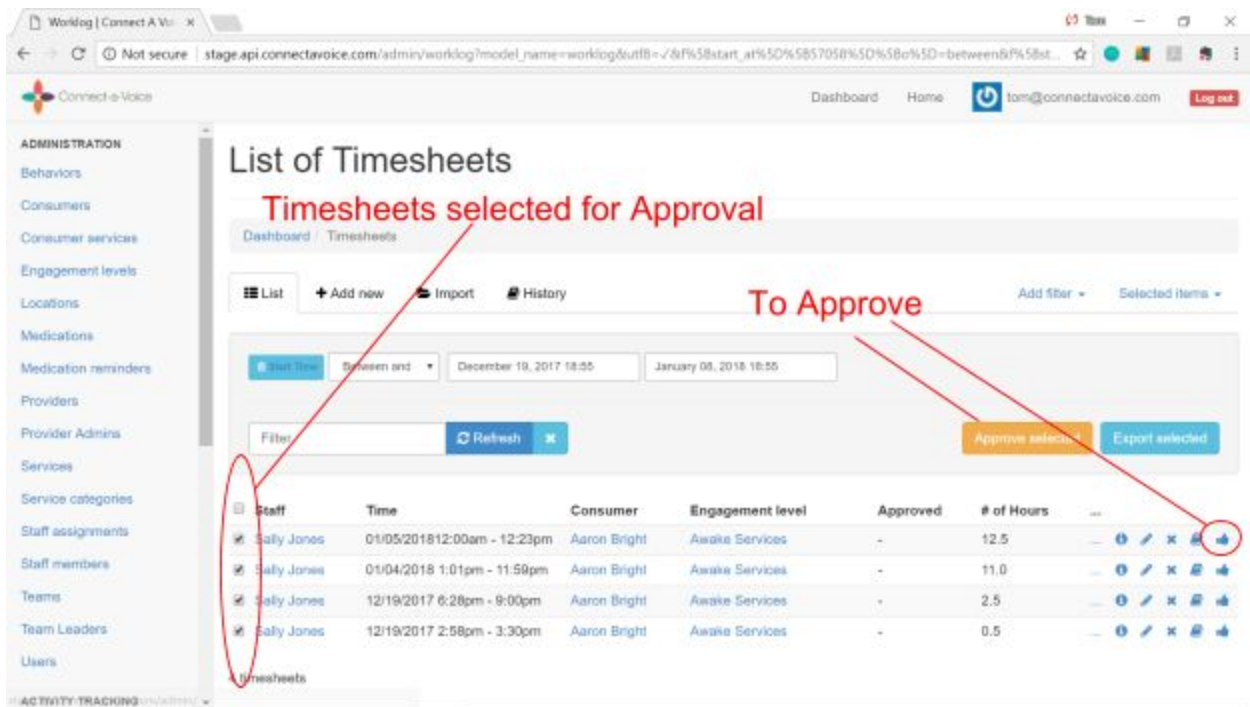 Worklog | Connect A Voi
Tom
Not secure | stage.api.connectavoice.com/admin/worklog?model_name=worklog&utf8=✓&f%5Bstart_at%5D%5B57058%5D%5Bo%5D=between&f%5Bst...
Connect-a-Voice
Dashboard Home tom@connectavoice.com Log out
ADMINISTRATION
Behaviors
Consumers
Consumer services
Engagement levels
Locations
Medications
Medication reminders
Providers
Provider Admins
Services
Service categories
Staff assignments
Staff members
Teams
Team Leaders
Users
ACTIVITY TRACKING
List of Timesheets
Timesheets selected for Approval
Dashboard / Timesheets
List + Add new Import History Add filter Selected items
To Approve
Start Time Between and December 19, 2017 18:55 January 08, 2018 18:55
Filter Refresh × Approve selected Export selected
Staff Time Consumer Engagement level Approved # of Hours ...
Sally Jones 01/05/201812:00am - 12:23pm Aaron Bright Awake Services - 12.5 ...
Sally Jones 01/04/2018 1:01pm - 11:59pm Aaron Bright Awake Services - 11.0 ...
Sally Jones 12/19/2017 6:28pm - 9:00pm Aaron Bright Awake Services - 2.5 ...
Sally Jones 12/19/2017 2:58pm - 3:30pm Aaron Bright Awake Services - 0.5 ...
4 timesheets